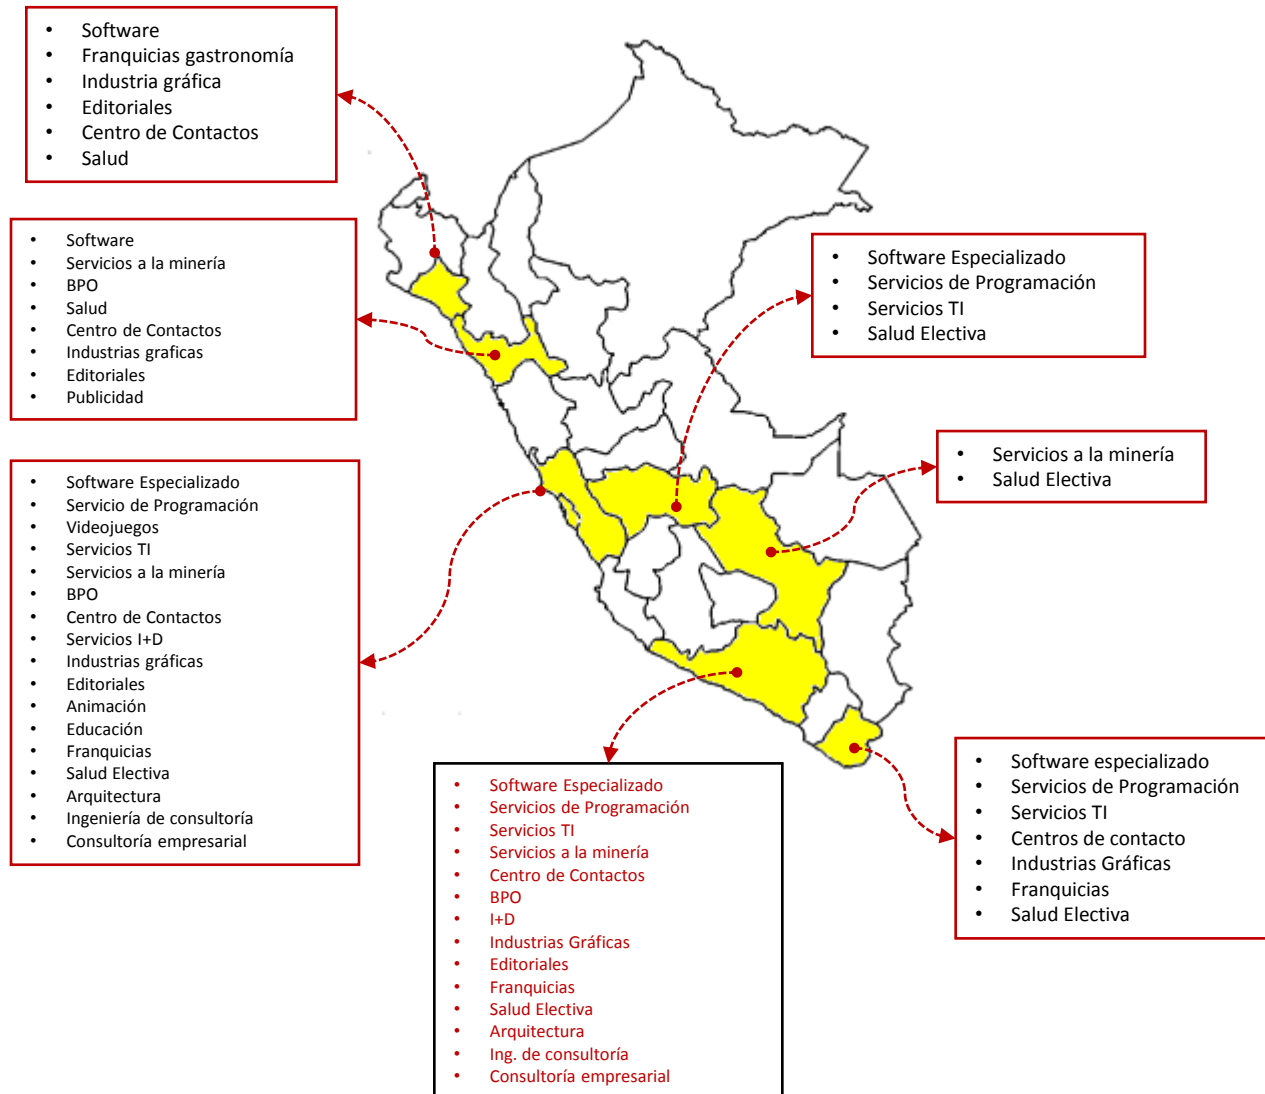 • Software
• Franquicias gastronomía
• Industria gráfica
• Editoriales
• Centro de Contactos
• Salud
• Software
• Servicios a la minería
• BPO
• Salud
• Centro de Contactos
• Industrias graficas
• Editoriales
• Publicidad
• Software Especializado
• Servicios de Programación
• Servicios TI
• Salud Electiva
• Servicios a la minería
• Salud Electiva
• Software Especializado
• Servicio de Programación
• Videojuegos
• Servicios TI
• Servicios a la minería
• BPO
• Centro de Contactos
• Servicios I+D
• Industrias gráficas
• Editoriales
• Animación
• Educación
• Franquicias
• Salud Electiva
• Arquitectura
• Ingeniería de consultoría
• Consultoría empresarial
• Software Especializado
• Servicios de Programación
• Servicios TI
• Servicios a la minería
• Centro de Contactos
• BPO
• I+D
• Industrias Gráficas
• Editoriales
• Franquicias
• Salud Electiva
• Arquitectura
• Ing. de consultoría
• Consultoría empresarial
• Software especializado
• Servicios de Programación
• Servicios TI
• Centros de contacto
• Industrias Gráficas
• Franquicias
• Salud Electiva